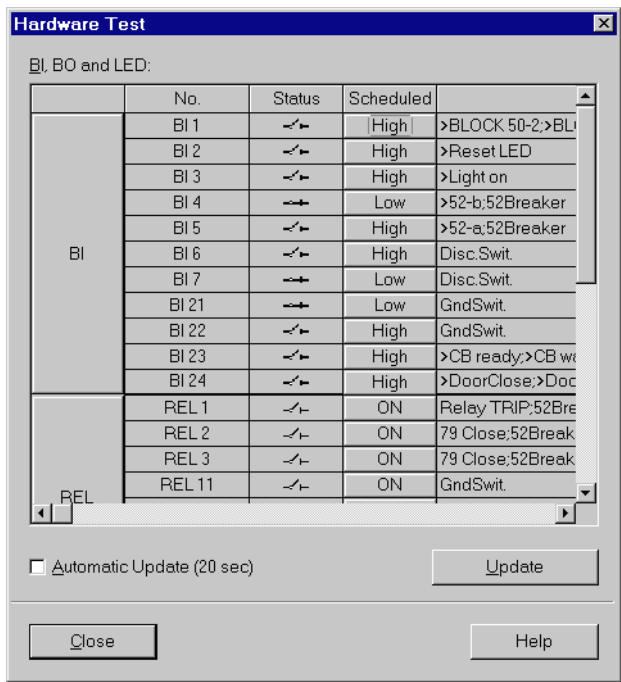 Hardware Test
BI, BO and LED:
No. Status Scheduled
BI 1 High >BLOCK 50-2;>BL
BI 2 High >Reset LED
BI 3 High >Light on
BI 4 Low >52-b;52Breaker
BI 5 High >52-a;52Breaker
BI BI 6 High Disc.Swit.
BI 7 Low Disc.Swit.
BI 21 Low GndSwit.
BI 22 High GndSwit.
BI 23 High >CB ready;>CB wa
BI 24 High >DoorClose;>Doo
REL 1 ON Relay TRIP;52Bre
REL 2 ON 79 Close;52Break
REL 3 ON 79 Close;52Break
REL REL 11 ON GndSwit.
Automatic Update (20 sec) Update
Close Help